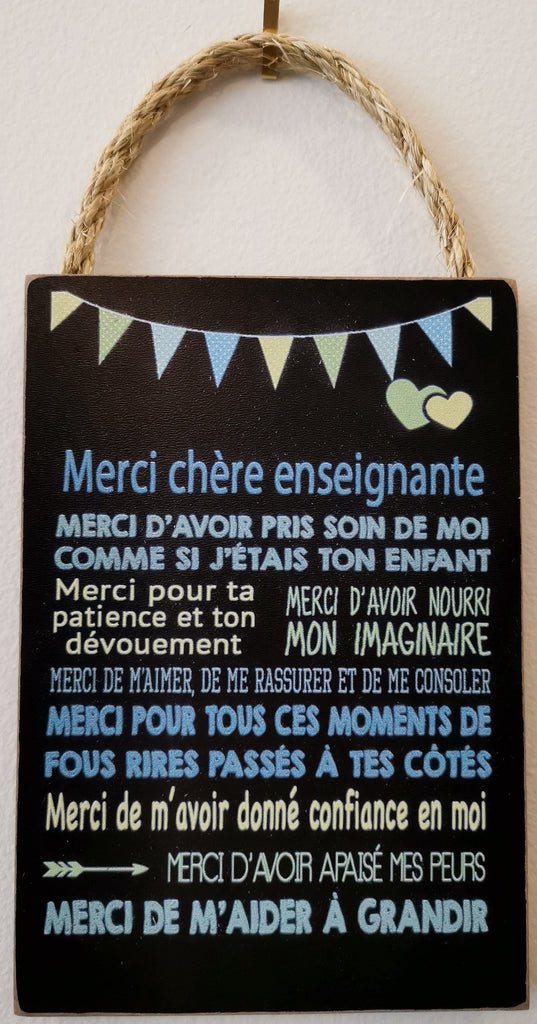 Merci chère enseignante
MERCI D'AVOIR PRIS SOIN DE MOI
COMME SI J'ÉTAIS TON ENFANT
Merci pour ta
patience et ton
dévouement
MERCI D'AVOIR NOURRI
MON IMAGINAIRE
MERCI DE M'AIMER, DE ME RASSURER ET DE ME CONSOLER
MERCI POUR TOUS CES MOMENTS DE
FOUS RIRES PASSÉS À TES CÔTÉS
Merci de m'avoir donné confiance en moi
MERCI D'AVOIR APAISÉ MES PEURS
MERCI DE M'AIDER À GRANDIR